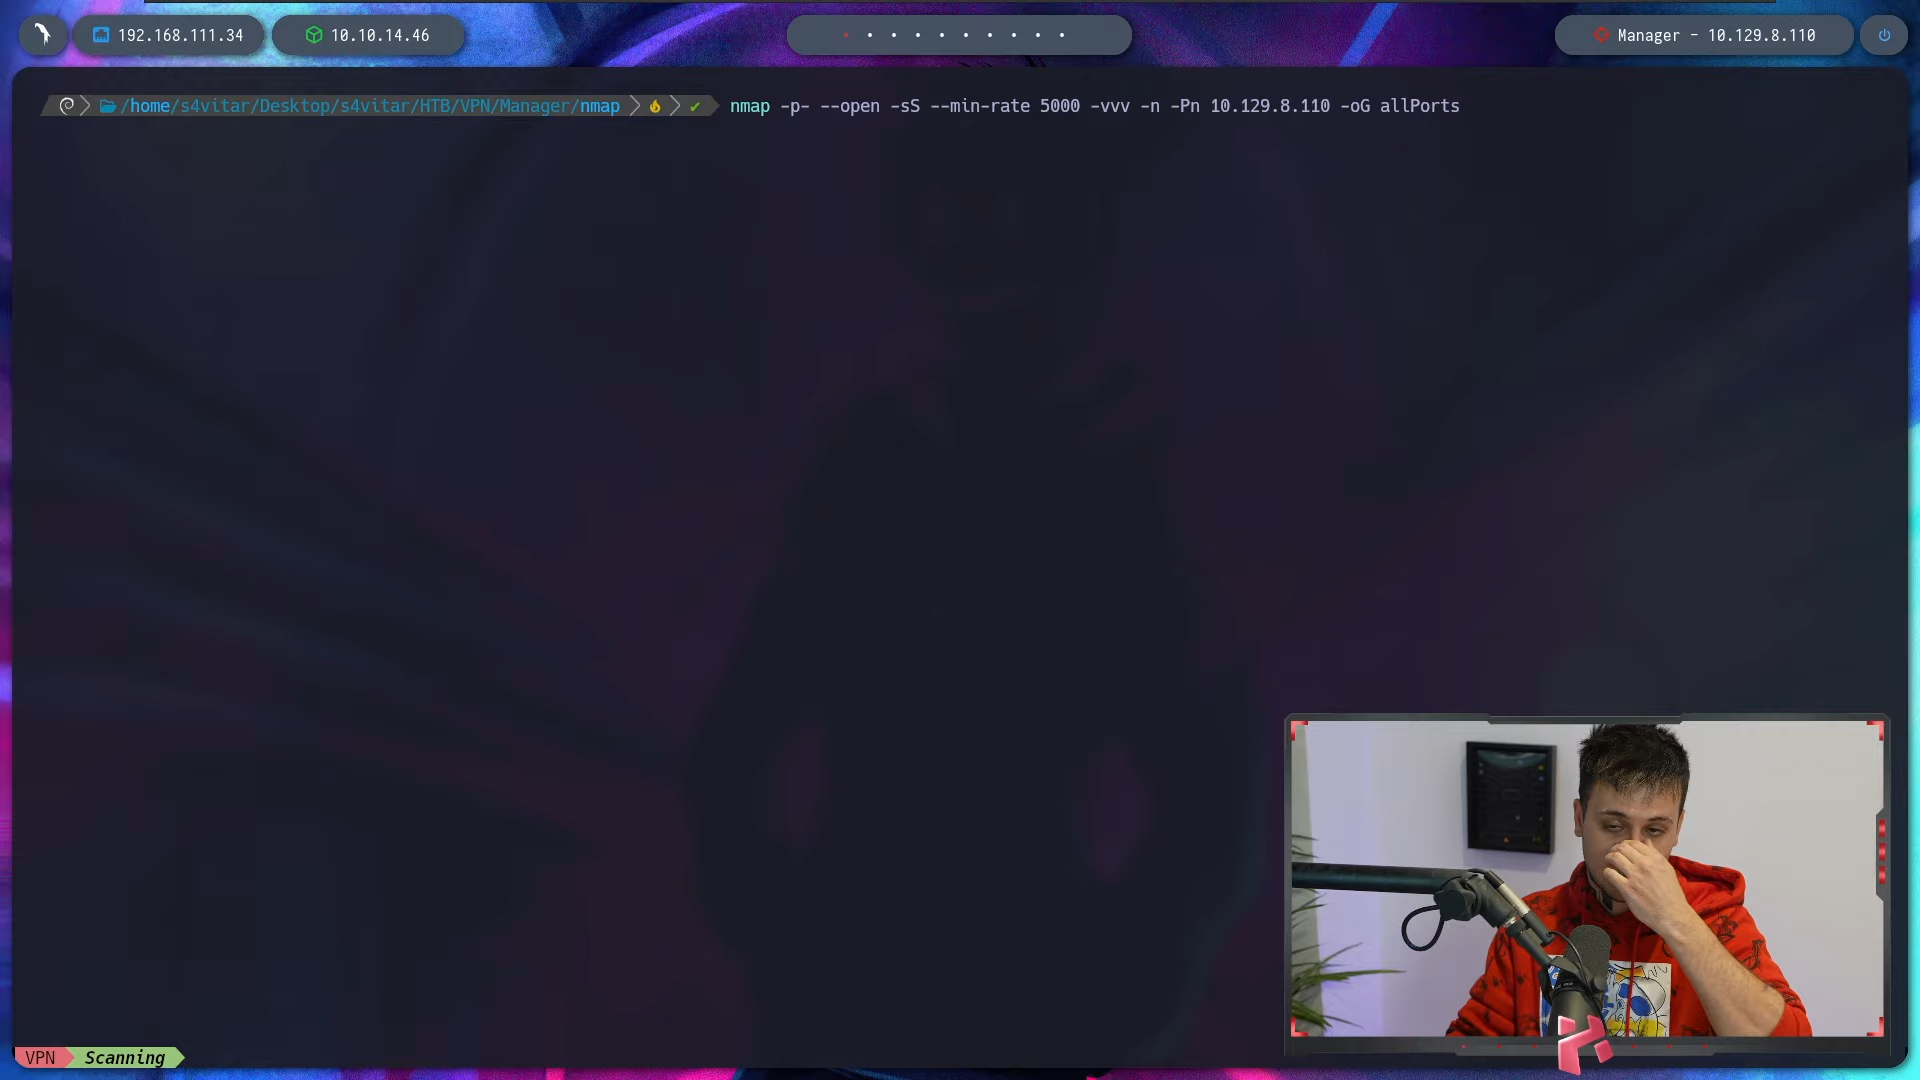 192.168.111.34
10.10.14.46
Manager - 10.129.8.110
/home/s4vitar/Desktop/s4vitar/HTB/VPN/Manager/nmap
nmap -p- --open -sS --min-rate 5000 -vvv -n -Pn 10.129.8.110 -oG allPorts
VPN
Scanning